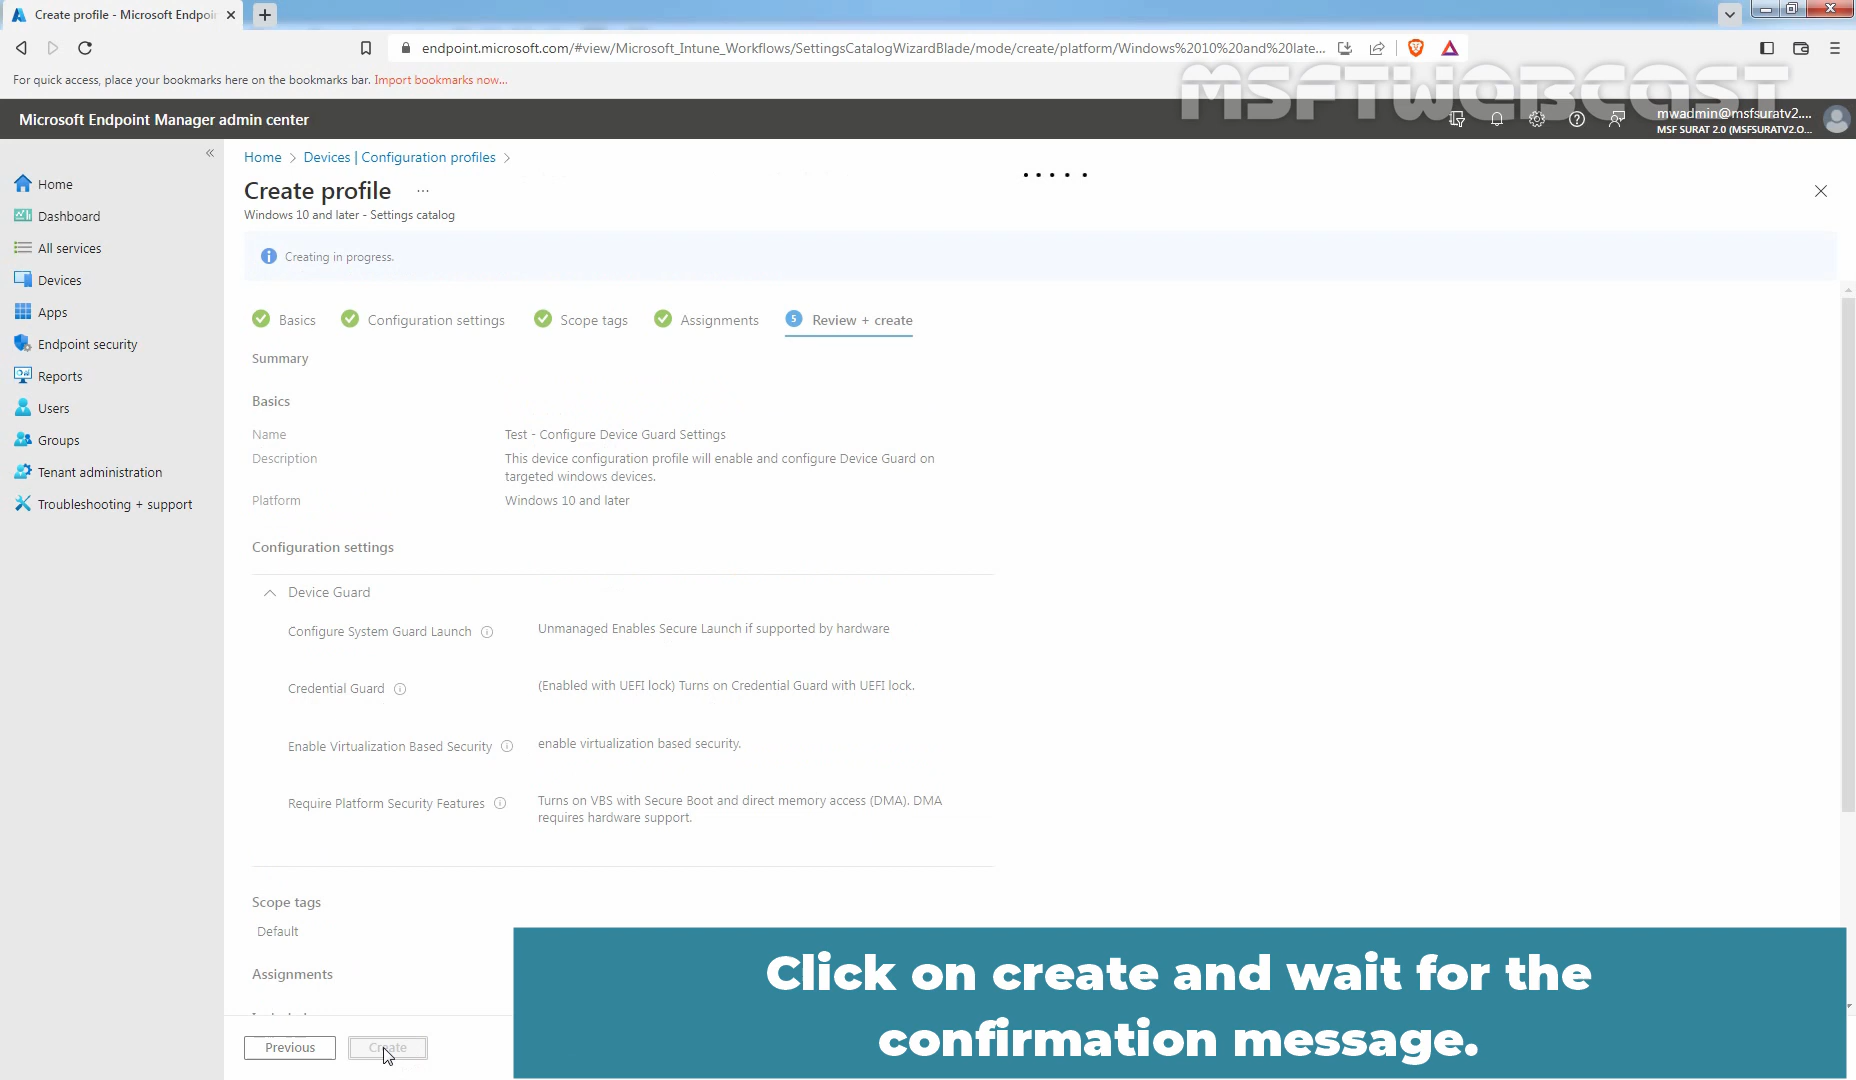 Create profile - Microsoft Endpoin
endpoint.microsoft.com/#view/Microsoft_Intune_Workflows/SettingsCatalogWizardBlade/mode/create/platform/Windows%2010%20and%20late...
For quick access, place your bookmarks here on the bookmarks bar. Import bookmarks now...
MSFTWEBCAST
Microsoft Endpoint Manager admin center
mwadmin@msfsuratv2....
MSF SURAT 2.0 (MSFSURATV2.O...
Home > Devices | Configuration profiles >
Create profile ...
Windows 10 and later - Settings catalog
Home
Dashboard
All services
Devices
Apps
Endpoint security
Reports
Users
Groups
Tenant administration
Troubleshooting + support
Creating in progress.
Basics Configuration settings Scope tags Assignments 5 Review + create
Summary
Basics
Name Test - Configure Device Guard Settings
Description This device configuration profile will enable and configure Device Guard on
targeted windows devices.
Platform Windows 10 and later
Configuration settings
Device Guard
Configure System Guard Launch Unmanaged Enables Secure Launch if supported by hardware
Credential Guard (Enabled with UEFI lock) Turns on Credential Guard with UEFI lock.
Enable Virtualization Based Security enable virtualization based security.
Require Platform Security Features Turns on VBS with Secure Boot and direct memory access (DMA). DMA
requires hardware support.
Scope tags
Default
Assignments
Previous Create
Click on create and wait for the
confirmation message.